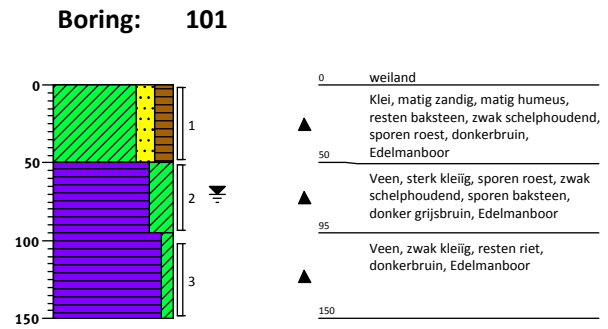 Boring: 101
0
50
100
150
1
2
3
0 weiland
Klei, matig zandig, matig humeus,
resten baksteen, zwak schelphoudend,
sporen roest, donkerbruin,
Edelmanboor
50
Veen, sterk kleiïg, sporen roest, zwak
schelphoudend, sporen baksteen,
donker grijsbruin, Edelmanboor
95
Veen, zwak kleiïg, resten riet,
donkerbruin, Edelmanboor
150